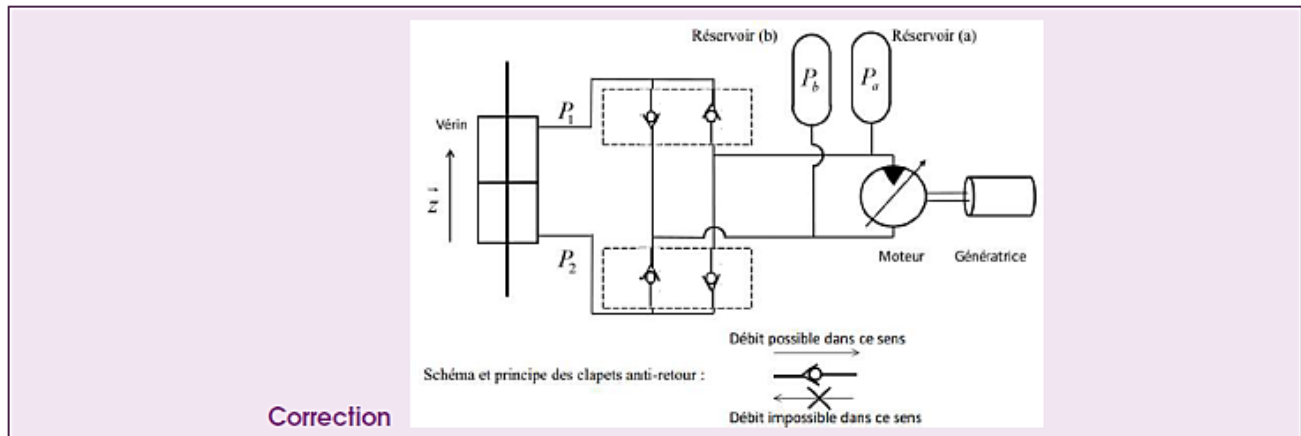 Réservoir (b)
Réservoir (a)
P_b
P_a
P_1
Vérin
z
P_2
Moteur
Génératrice
Débit possible dans ce sens
Schéma et principe des clapets anti-retour :
Débit impossible dans ce sens
Correction